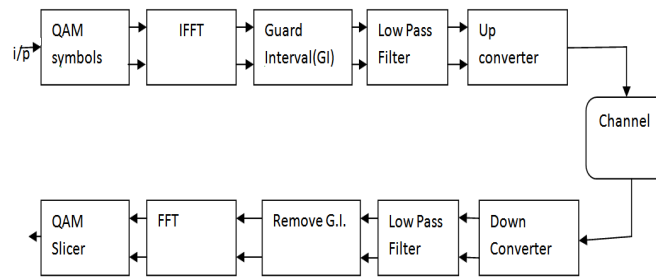 i/p
QAM
symbols
IFFT
Guard
Interval(GI)
Low Pass
Filter
Up
converter
Channel
QAM
Slicer
FFT
Remove G.I.
Low Pass
Filter
Down
Converter